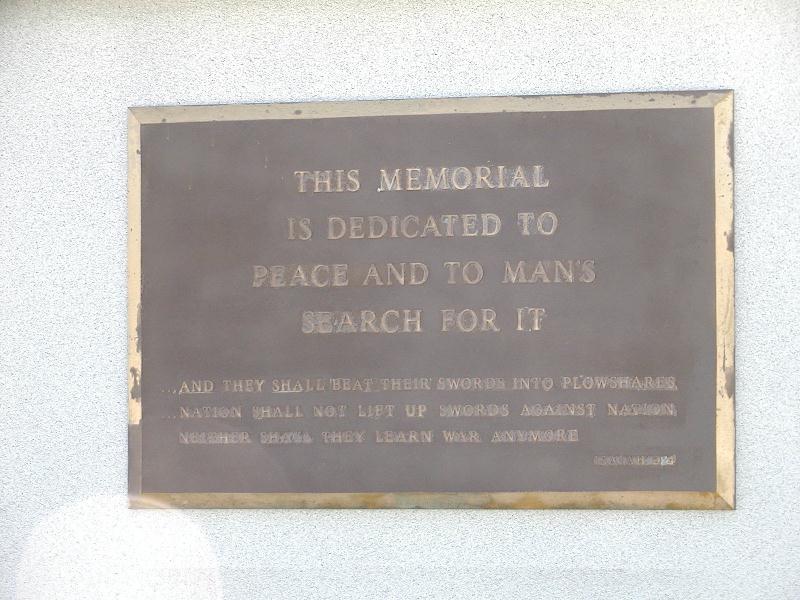 THIS MEMORIAL
IS DEDICATED TO
PEACE AND TO MAN'S
SEARCH FOR IT
...AND THEY SHALL BEAT THEIR SWORDS INTO PLOWSHARES,
...NATION SHALL NOT LIFT UP SWORDS AGAINST NATION,
NEITHER SHALL THEY LEARN WAR ANYMORE